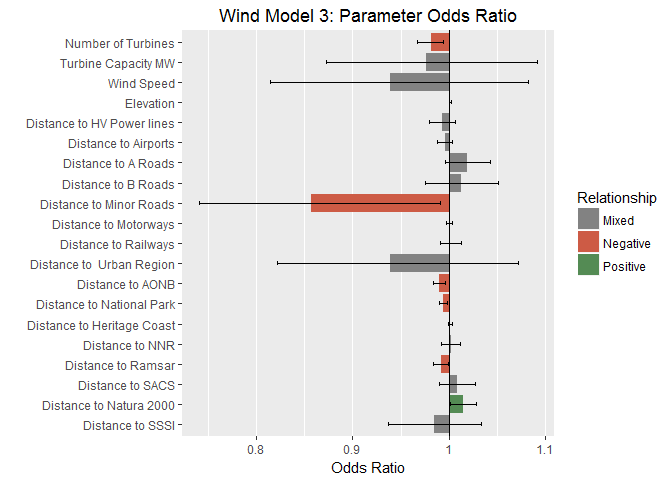 Wind Model 3: Parameter Odds Ratio
Number of Turbines
Turbine Capacity MW
Wind Speed
Elevation
Distance to HV Power lines
Distance to Airports
Distance to A Roads
Distance to B Roads
Distance to Minor Roads
Distance to Motorways
Distance to Railways
Distance to  Urban Region
Distance to AONB
Distance to National Park
Distance to Heritage Coast
Distance to NNR
Distance to Ramsar
Distance to SACS
Distance to Natura 2000
Distance to SSSI
0.8 0.9 1 1.1
Odds Ratio
Relationship
Mixed
Negative
Positive